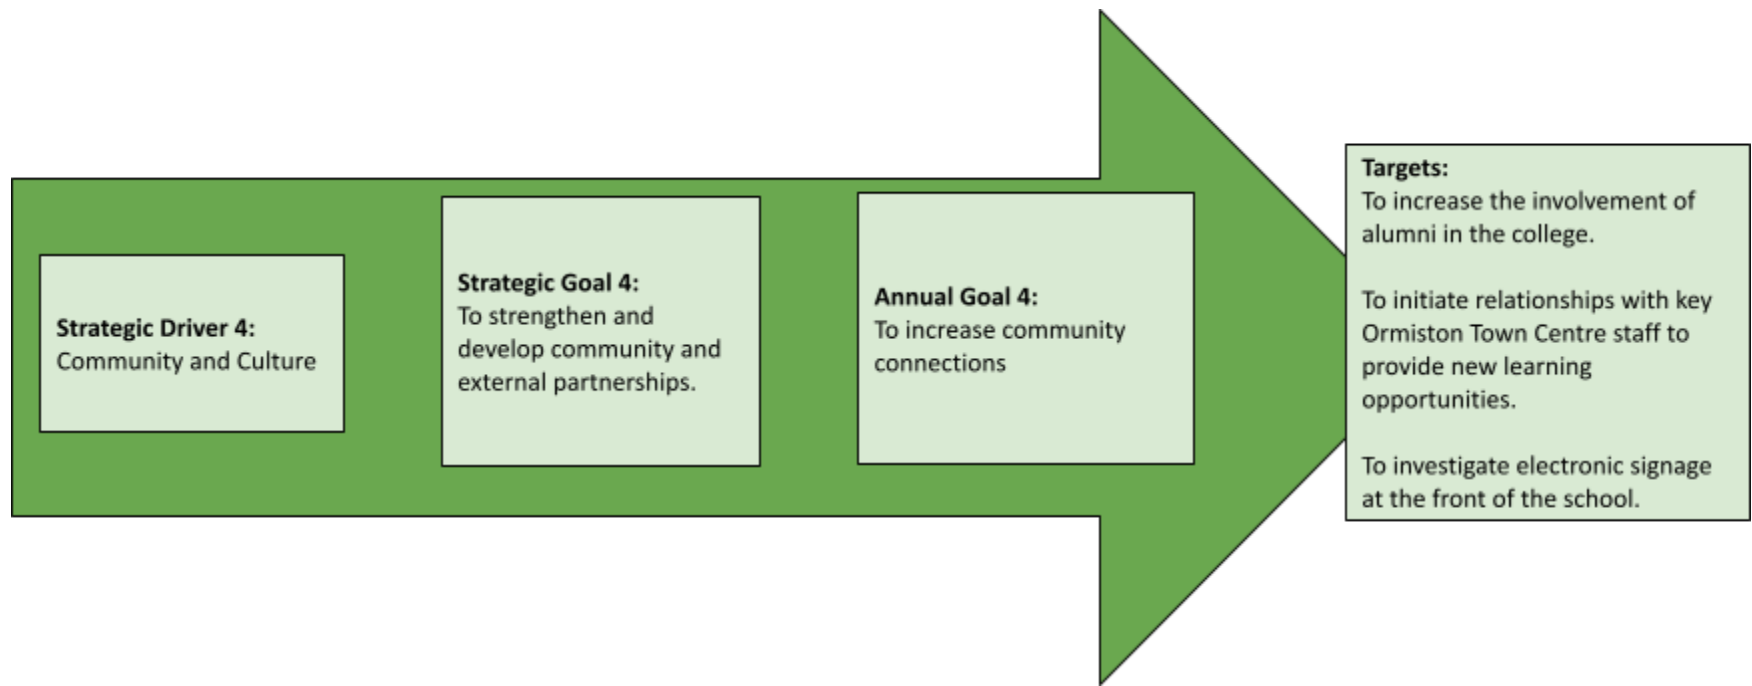 Strategic Driver 4:
Community and Culture
Strategic Goal 4:
To strengthen and
develop community and
external partnerships.
Annual Goal 4:
To increase community
connections
Targets:
To increase the involvement of
alumni in the college.
To initiate relationships with key
Ormiston Town Centre staff to
provide new learning
opportunities.
To investigate electronic signage
at the front of the school.